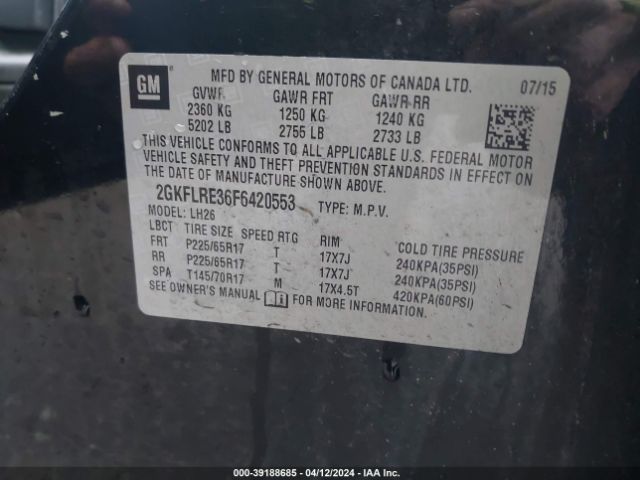 GM
MFD BY GENERAL MOTORS OF CANADA LTD. 07/15
GVWR GAWR FRT GAWR RR
2360 KG 1250 KG 1240 KG
5202 LB 2755 LB 2733 LB
THIS VEHICLE CONFORMS TO ALL APPLICABLE U.S. FEDERAL MOTOR
VEHICLE SAFETY AND THEFT PREVENTION STANDARDS IN EFFECT ON
THE DATE OF MANUFACTURE SHOWN ABOVE.
2GKFLRE36F6420553 TYPE: M.P.V.
MODEL: LH26
LBCT TIRE SIZE SPEED RTG RIM COLD TIRE PRESSURE
FRT P225/65R17 T 17X7J 240KPA(35PSI)
RR P225/65R17 T 17X7J 240KPA(35PSI)
SPA T145/70R17 M 17X4.5T 420KPA(60PSI)
SEE OWNER'S MANUAL FOR MORE INFORMATION.
000-39188685 - 04/12/2024 - IAA Inc.